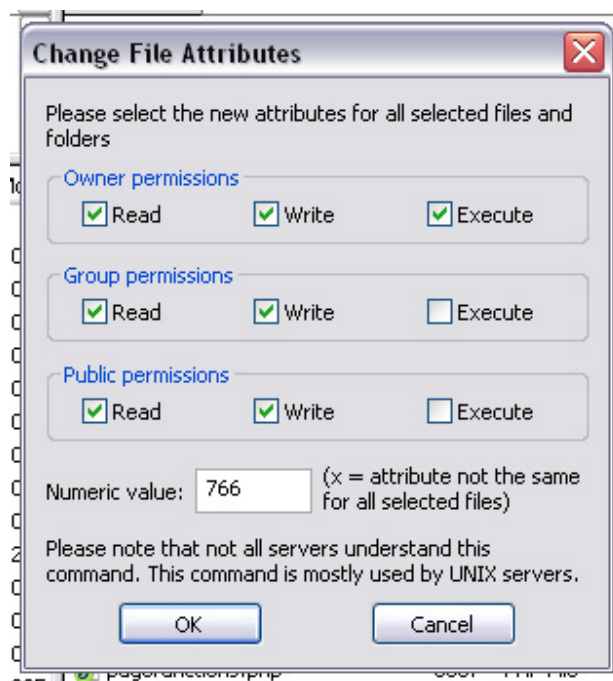 Change File Attributes
Please select the new attributes for all selected files and
folders
Owner permissions
Read Write Execute
Group permissions
Read Write Execute
Public permissions
Read Write Execute
Numeric value: 766 (x = attribute not the same
for all selected files)
Please note that not all servers understand this
command. This command is mostly used by UNIX servers.
OK Cancel